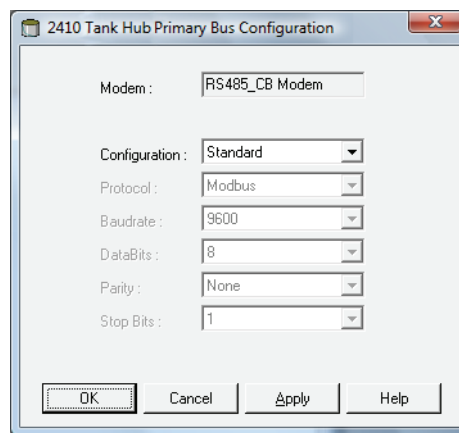 2410 Tank Hub Primary Bus Configuration
Modem : RS485_CB Modem
Configuration : Standard
Protocol : Modbus
Baudrate : 9600
DataBits : 8
Parity : None
Stop Bits : 1
OK Cancel Apply Help